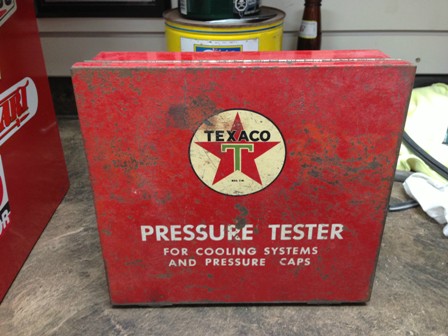 TEXACO
T
PRESSURE TESTER
FOR COOLING SYSTEMS
AND PRESSURE CAPS